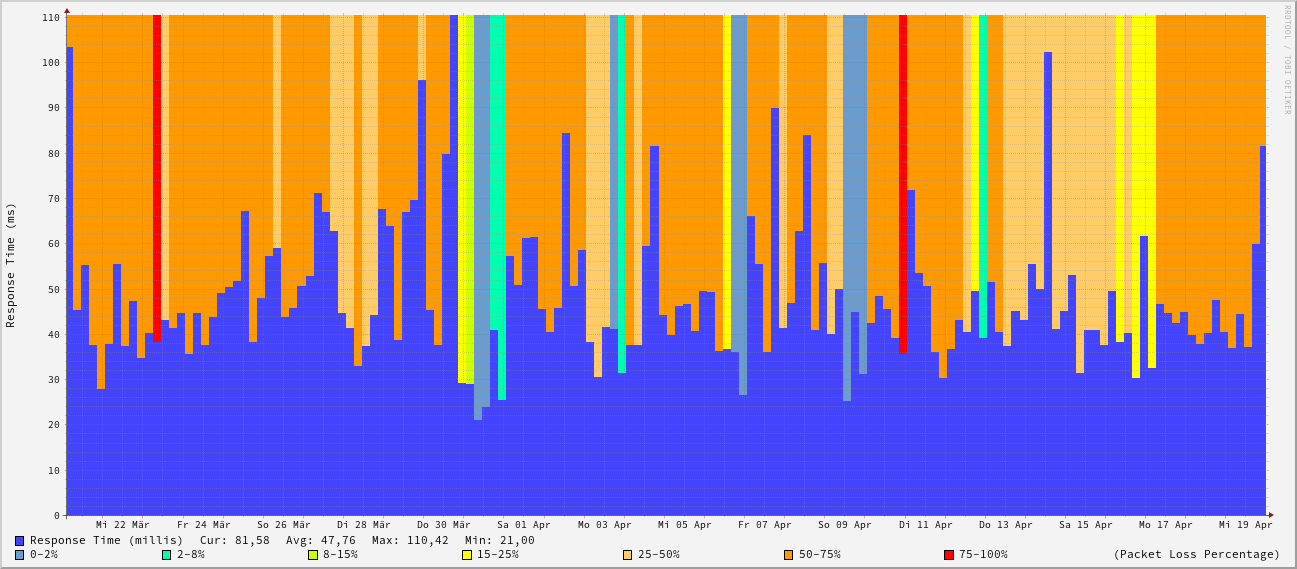 RRDTOOL / TOBI OETIKER
Response Time (ms)
110
100
90
80
70
60
50
40
30
20
10
0
Mi 22 Mär Fr 24 Mär So 26 Mär Di 28 Mär Do 30 Mär Sa 01 Apr Mo 03 Apr Mi 05 Apr Fr 07 Apr So 09 Apr Di 11 Apr Do 13 Apr Sa 15 Apr Mo 17 Apr Mi 19 Apr
Response Time (millis) Cur: 81,58 Avg: 47,76 Max: 110,42 Min: 21,00
0-2% 2-8% 8-15% 15-25% 25-50% 50-75% 75-100% (Packet Loss Percentage)